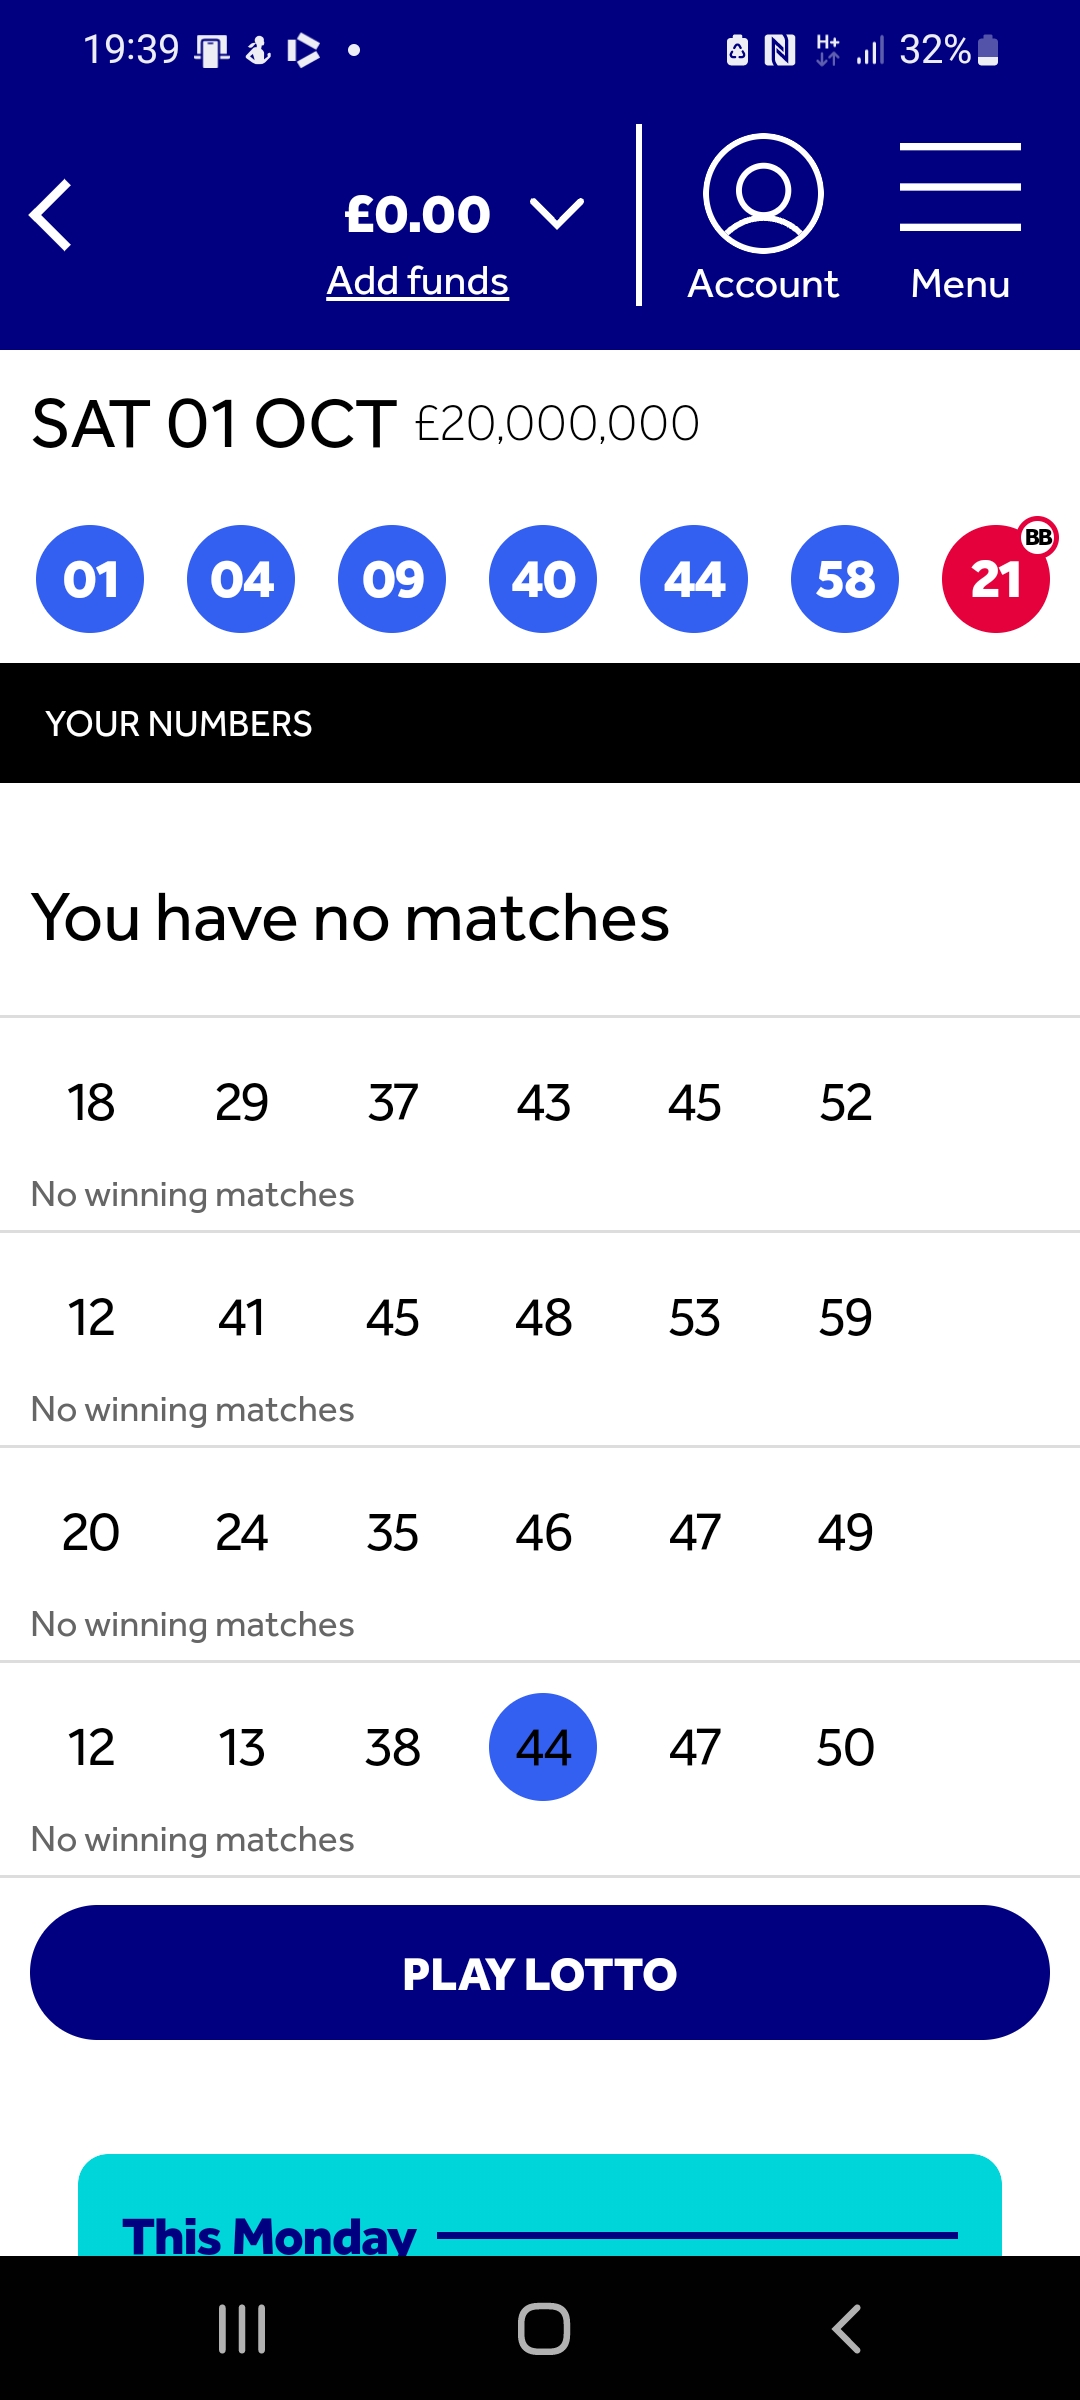 19:39 H+ 32%
£0.00
Add funds
Account
Menu
SAT 01 OCT £20,000,000
01 04 09 40 44 58 21 BB
YOUR NUMBERS
You have no matches
18 29 37 43 45 52
No winning matches
12 41 45 48 53 59
No winning matches
20 24 35 46 47 49
No winning matches
12 13 38 44 47 50
No winning matches
PLAY LOTTO
This Monday